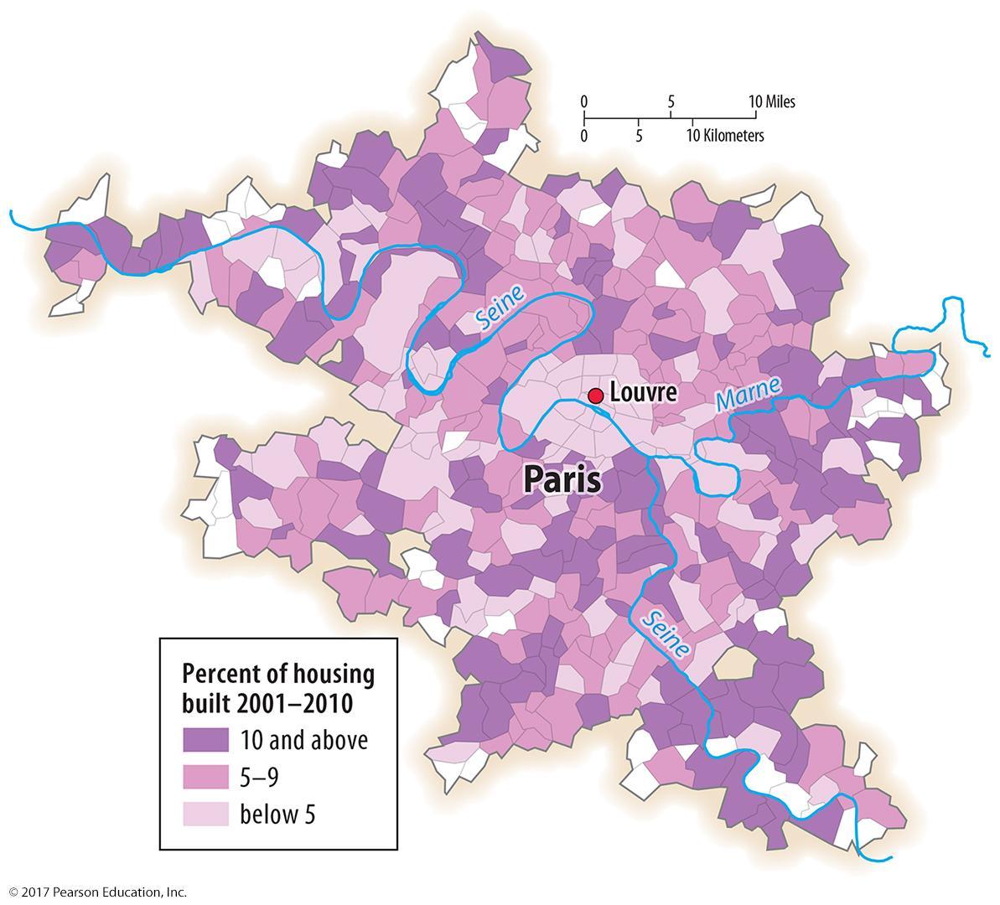 0 5 10 Miles
0 5 10 Kilometers
Seine
Louvre
Marne
Paris
Seine
Percent of housing
built 2001–2010
10 and above
5–9
below 5
© 2017 Pearson Education, Inc.